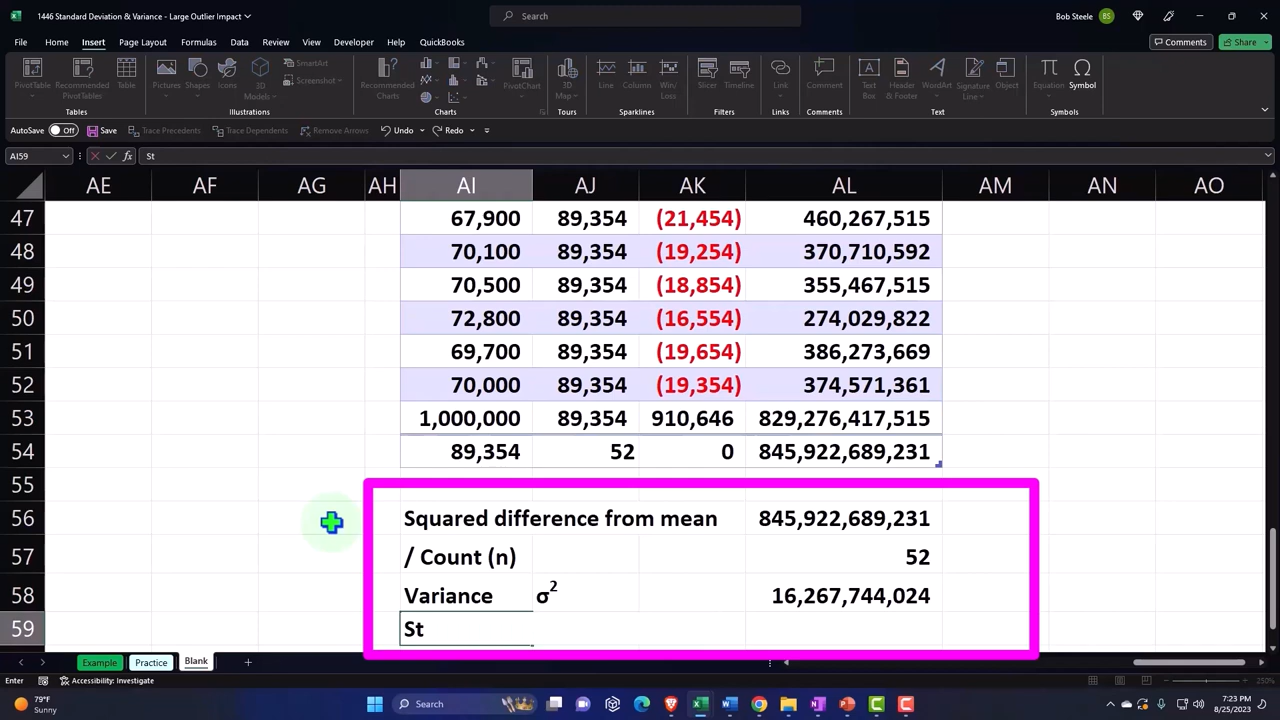 1446 Standard Deviation & Variance - Large Outlier Impact
Search
Bob Steele
BS
File Home Insert Page Layout Formulas Data Review View Developer Help QuickBooks
Comments
Share
PivotTable
Recommended PivotTables
Table
Tables
Pictures
Shapes
Icons
3D Models
SmartArt
Screenshot
Illustrations
Recommended Charts
PivotChart
Charts
3D Map
Tours
Line
Column
Win/Loss
Sparklines
Slicer
Timeline
Filters
Links
Links
Comment
Comments
Text Box
Header & Footer
WordArt
Signature Line
Object
Text
Equation
Symbol
Symbols
AutoSave Off Save Trace Precedents Trace Dependents Remove Arrows Undo Redo
AI59 fx St
AE AF AG AH AI AJ AK AL AM AN AO
47 67,900 89,354 (21,454) 460,267,515
48 70,100 89,354 (19,254) 370,710,592
49 70,500 89,354 (18,854) 355,467,515
50 72,800 89,354 (16,554) 274,029,822
51 69,700 89,354 (19,654) 386,273,669
52 70,000 89,354 (19,354) 374,571,361
53 1,000,000 89,354 910,646 829,276,417,515
54 89,354 52 0 845,922,689,231
55
56 Squared difference from mean 845,922,689,231
57 / Count (n) 52
58 Variance σ² 16,267,744,024
59 St
Example Practice Blank
Enter Accessibility: Investigate 250%
79°F
Sunny
Search
7:23 PM
8/25/2023